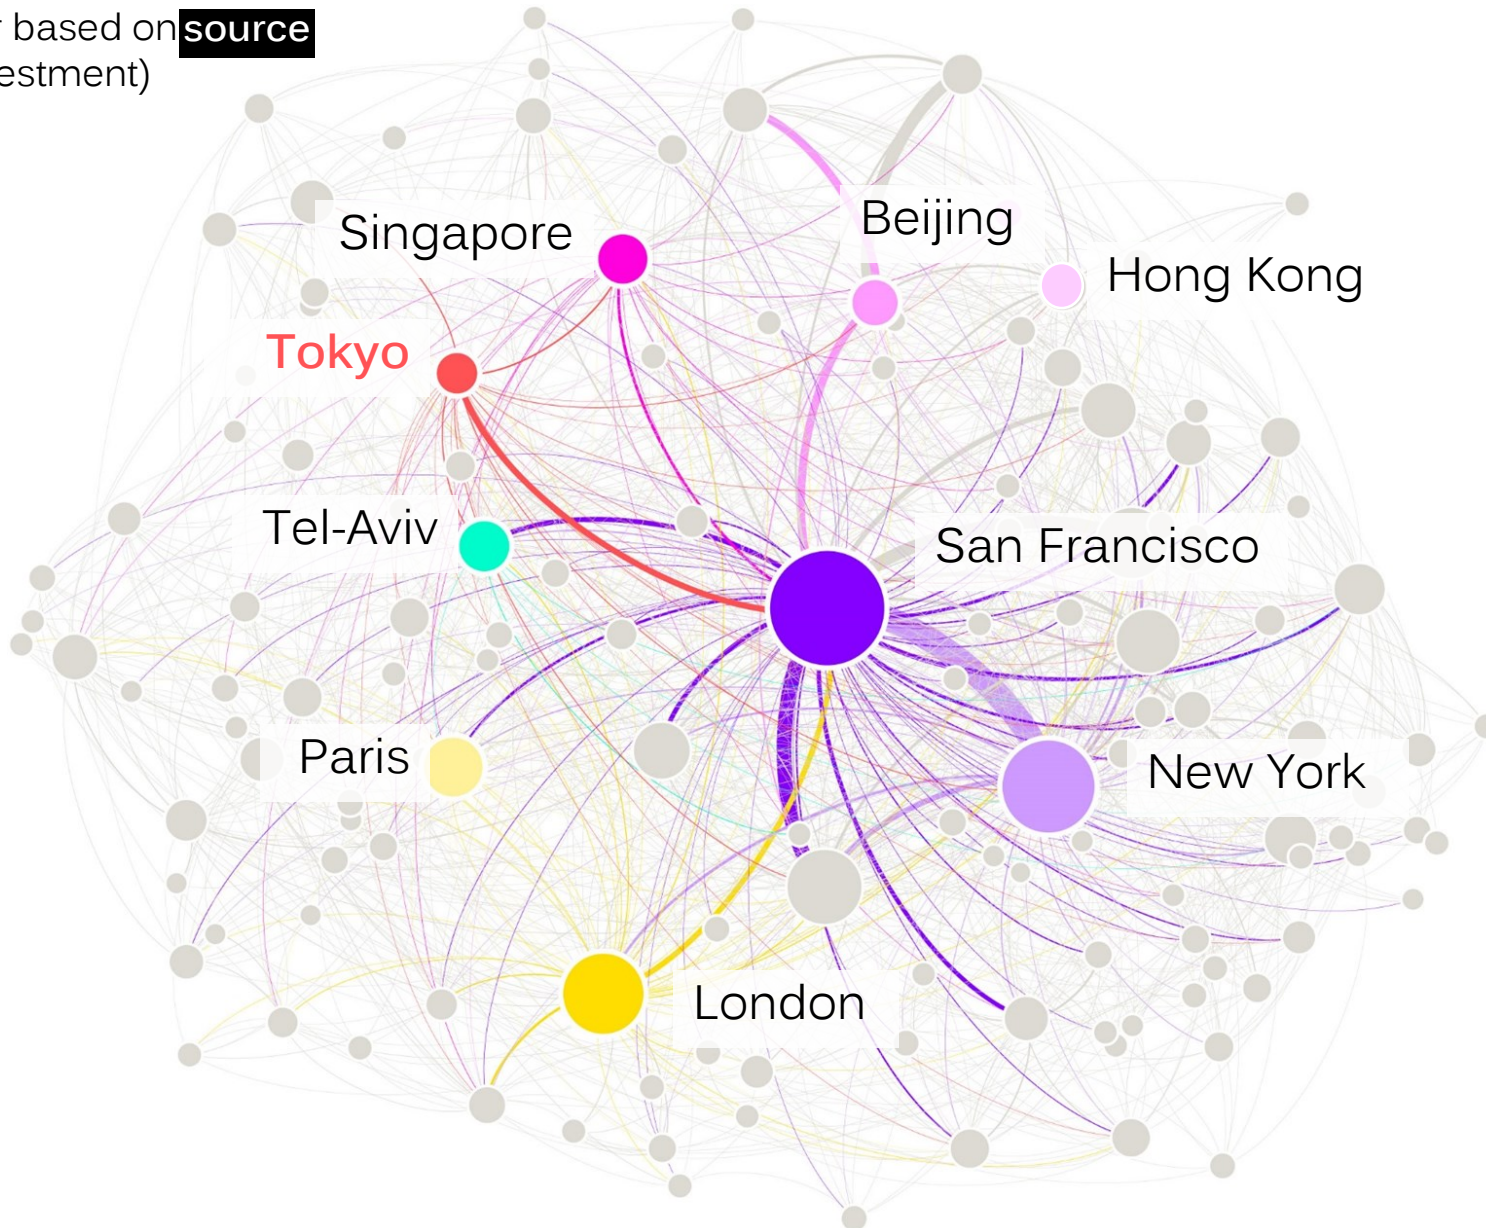 based on source
estment)
Singapore
Beijing
Hong Kong
Tokyo
Tel-Aviv
San Francisco
Paris
New York
London